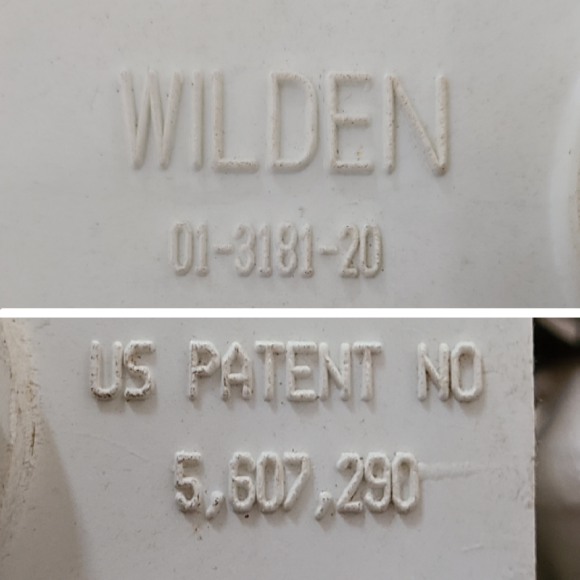 WILDEN
01-3181-20
US PATENT NO
5,607,290